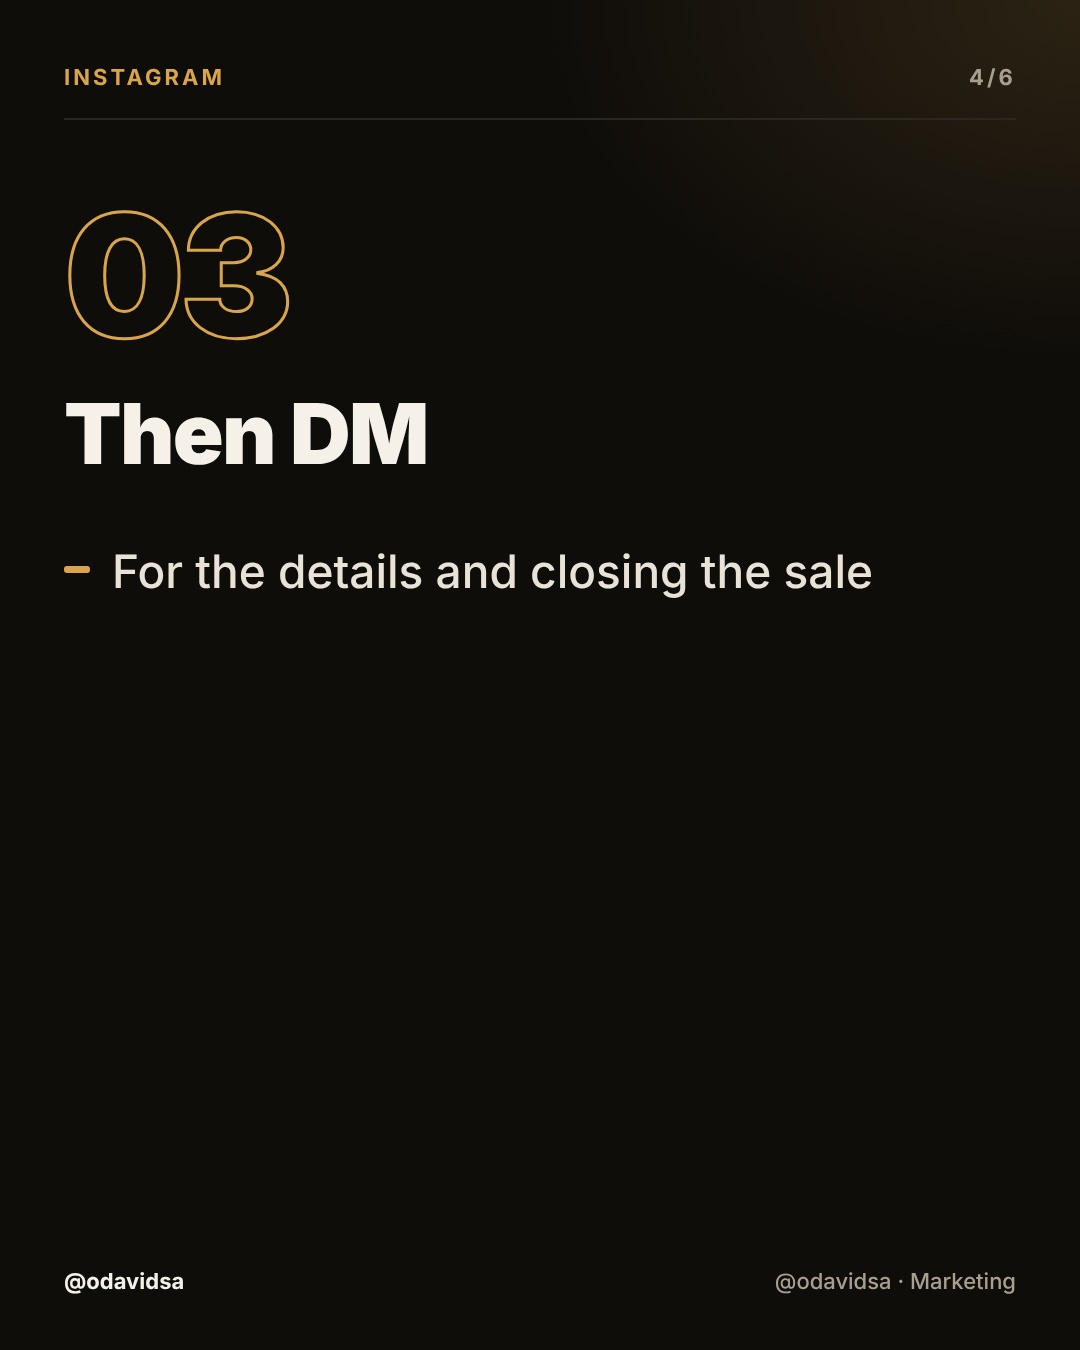 INSTAGRAM
4/6
03
Then DM
For the details and closing the sale
@odavidsa
@odavidsa · Marketing